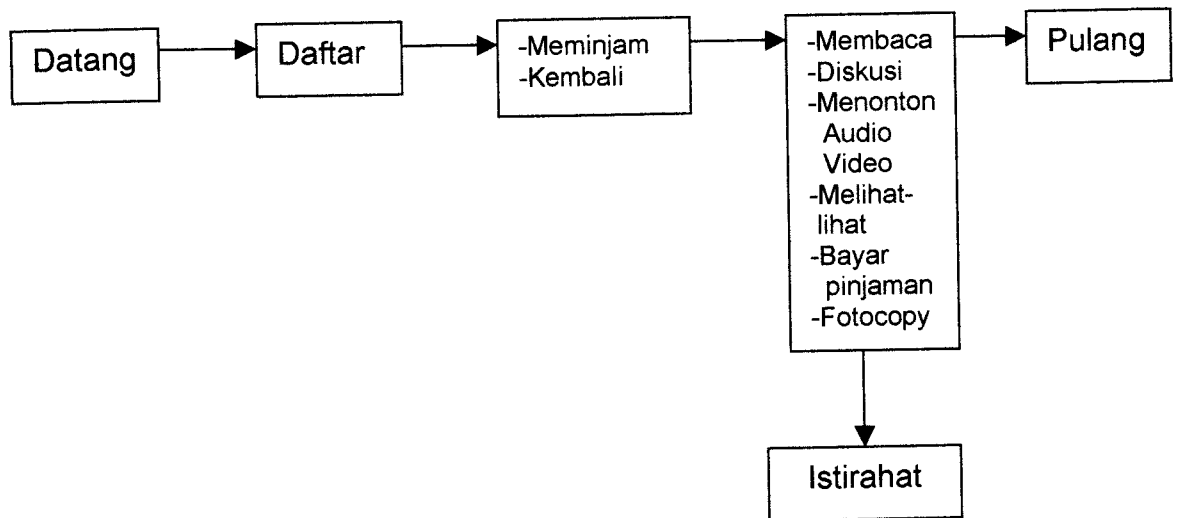 Datang
Daftar
-Meminjam
-Kembali
-Membaca
-Diskusi
-Menonton
Audio
Video
-Melihat-
lihat
-Bayar
pinjaman
-Fotocopy
Pulang
Istirahat